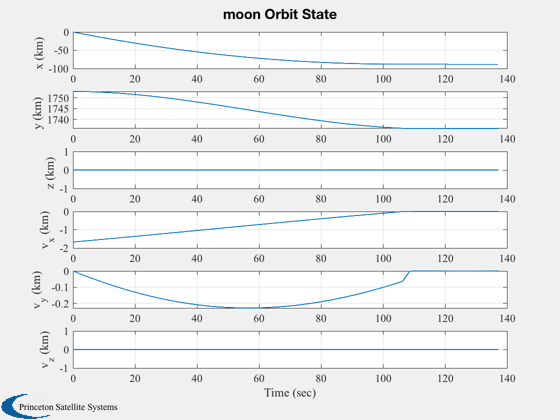 moon Orbit State
x (km)
0
-50
-100
0 20 40 60 80 100 120 140
y (km)
1750
1745
1740
0 20 40 60 80 100 120 140
z (km)
1
0
-1
0 20 40 60 80 100 120 140
v_x (km)
0
-1
-2
0 20 40 60 80 100 120 140
v_y (km)
0
-0.1
-0.2
0 20 40 60 80 100 120 140
v_z (km)
1
0
-1
0 20 40 60 80 100 120 140
Time (sec)
Princeton Satellite Systems